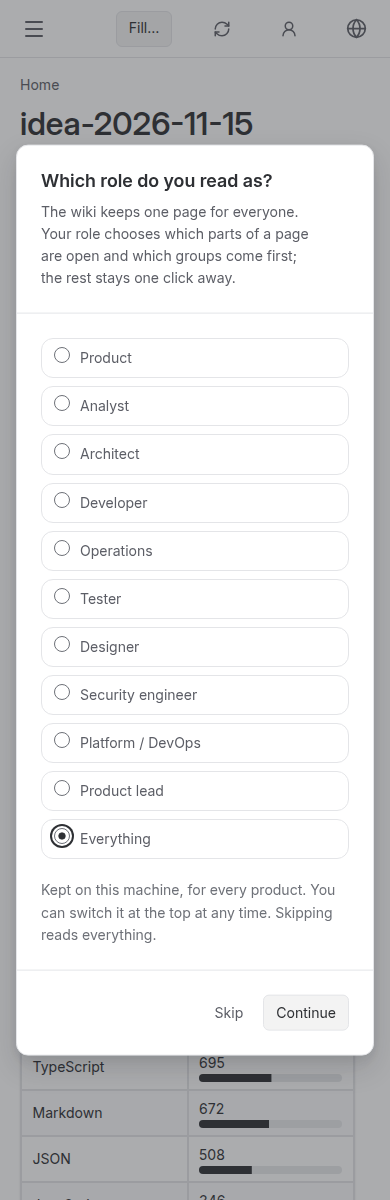 Fill...
Home
idea-2026-11-15
Which role do you read as?
The wiki keeps one page for everyone.
Your role chooses which parts of a page
are open and which groups come first;
the rest stays one click away.
Product
Analyst
Architect
Developer
Operations
Tester
Designer
Security engineer
Platform / DevOps
Product lead
Everything
Kept on this machine, for every product. You
can switch it at the top at any time. Skipping
reads everything.
Skip
Continue
TypeScript
695
Markdown
672
JSON
508